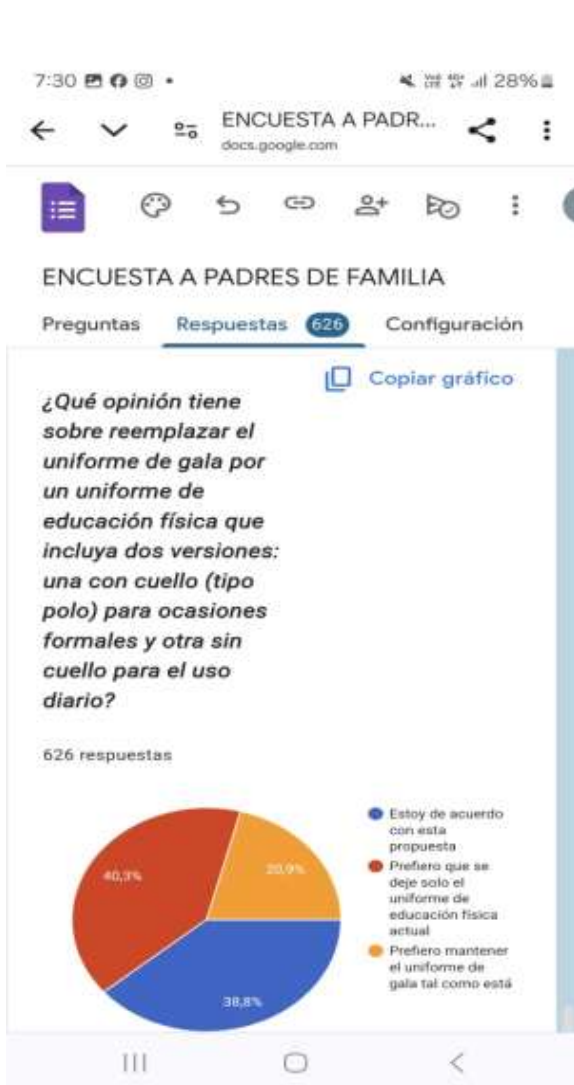 7:30
28%
ENCUESTA A PADR...
docs.google.com
ENCUESTA A PADRES DE FAMILIA
Preguntas Respuestas 626 Configuración
Copiar gráfico
¿Qué opinión tiene
sobre reemplazar el
uniforme de gala por
un uniforme de
educación física que
incluya dos versiones:
una con cuello (tipo
polo) para ocasiones
formales y otra sin
cuello para el uso
diario?
626 respuestas
Estoy de acuerdo
con esta
propuesta
Prefiero que se
deje solo el
uniforme de
educación física
actual
Prefiero mantener
el uniforme de
gala tal como está
40,3%
20,9%
38,8%